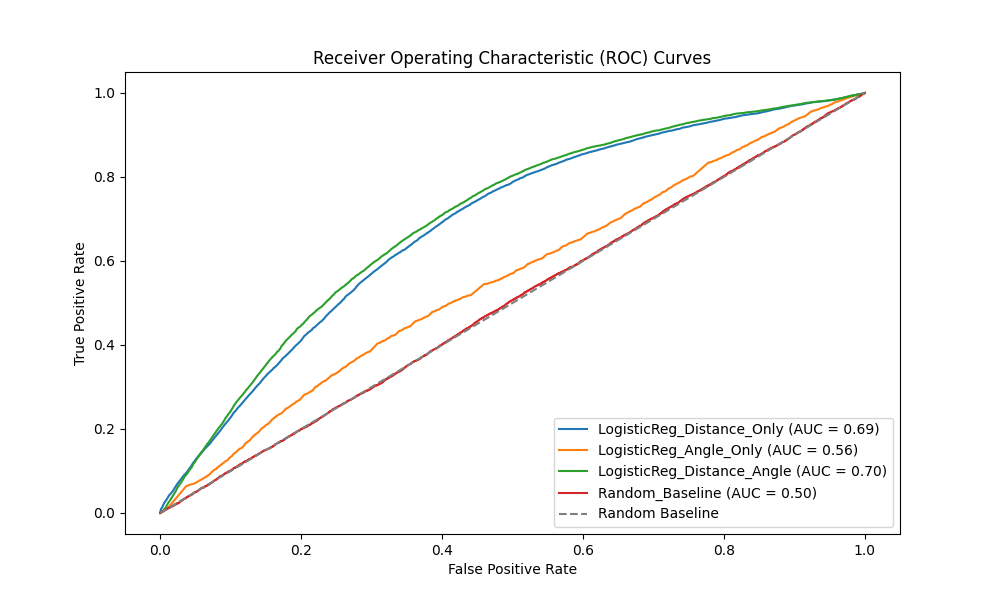 Receiver Operating Characteristic (ROC) Curves
True Positive Rate
1.0
0.8
0.6
0.4
0.2
0.0
LogisticReg_Distance_Only (AUC = 0.69)
LogisticReg_Angle_Only (AUC = 0.56)
LogisticReg_Distance_Angle (AUC = 0.70)
Random_Baseline (AUC = 0.50)
Random Baseline
0.0 0.2 0.4 0.6 0.8 1.0
False Positive Rate